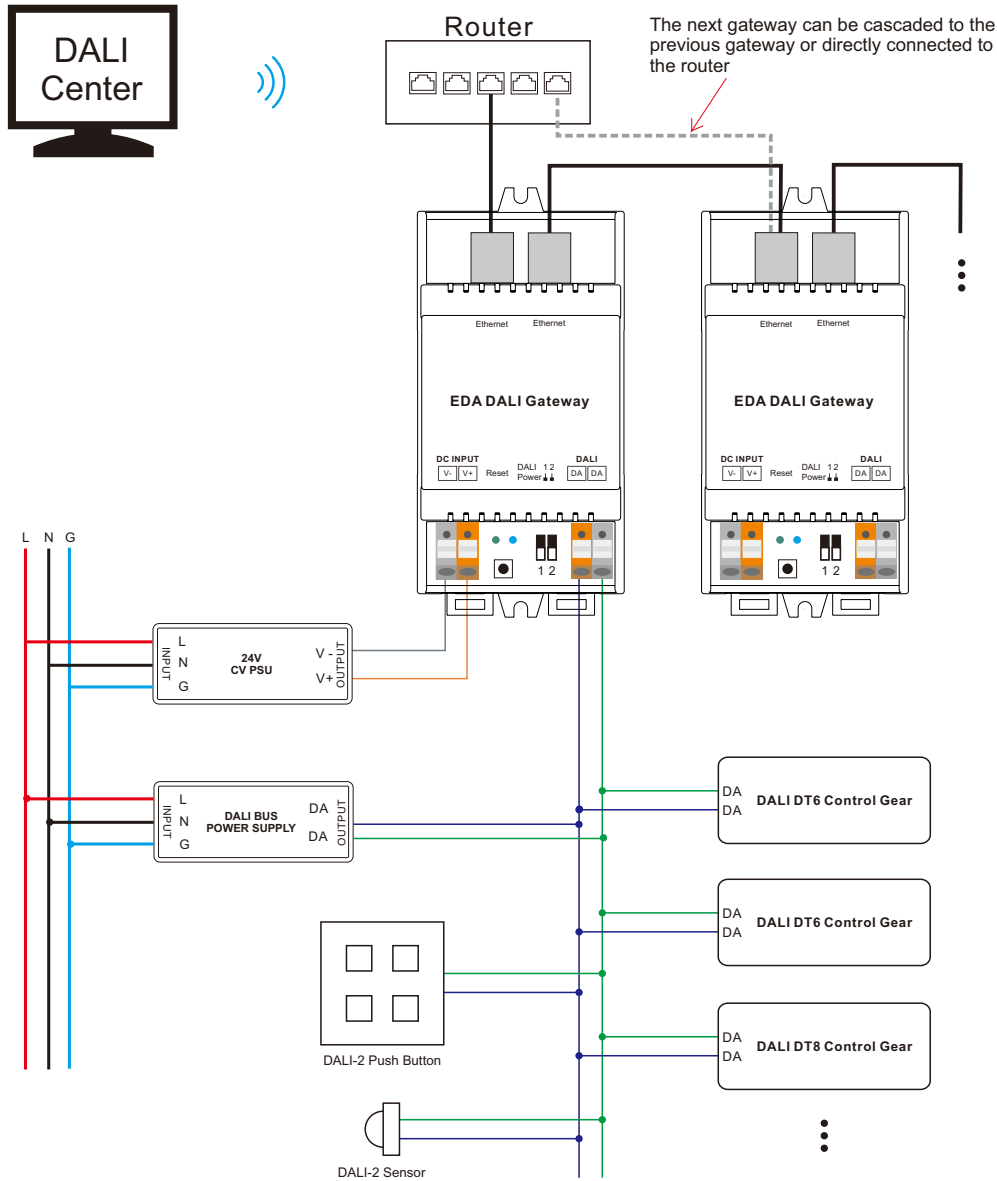 DALI
Center
Router
The next gateway can be cascaded to the
previous gateway or directly connected to
the router
Ethernet Ethernet
EDA DALI Gateway
DC INPUT
V- V+
Reset
DALI 1 2
Power
DALI
DA DA
1 2
Ethernet Ethernet
EDA DALI Gateway
DC INPUT
V- V+
Reset
DALI 1 2
Power
DALI
DA DA
1 2
L N G
INPUT
L
N
G
24V
CV PSU
V -
V+
OUTPUT
INPUT
L
N
G
DALI BUS
POWER SUPPLY
DA
DA
OUTPUT
DA
DA
DALI DT6 Control Gear
DA
DA
DALI DT6 Control Gear
DA
DA
DALI DT8 Control Gear
DALI-2 Push Button
DALI-2 Sensor